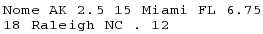 Nome AK 2.5 15 Miami FL 6.75
18 Raleigh NC . 12